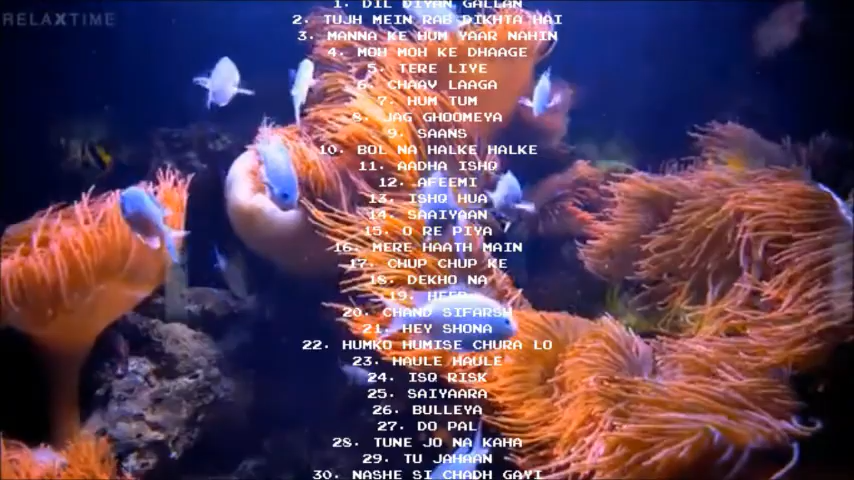 RELAXTIME
1. DIL DIYAN GALLAN
2. TUJH MEIN RAB DIKHTA HAI
3. MANNA KE HUM YAAR NAHIN
4. MOH MOH KE DHAAGE
5. TERE LIYE
6. CHAAV LAAGA
7. HUM TUM
8. JAG GHOOMEYA
9. SAANS
10. BOL NA HALKE HALKE
11. AADHA ISHQ
12. AFEEMI
13. ISHQ HUA
14. SAAIYAAN
15. O RE PIYA
16. MERE HAATH MAIN
17. CHUP CHUP KE
18. DEKHO NA
19. HEER
20. CHAND SIFARSH
21. HEY SHONA
22. HUMKO HUMISE CHURA LO
23. HAULE HAULE
24. ISQ RISK
25. SAIYAARA
26. BULLEYA
27. DO PAL
28. TUNE JO NA KAHA
29. TU JAHAAN
30. NASHE SI CHADH GAYI